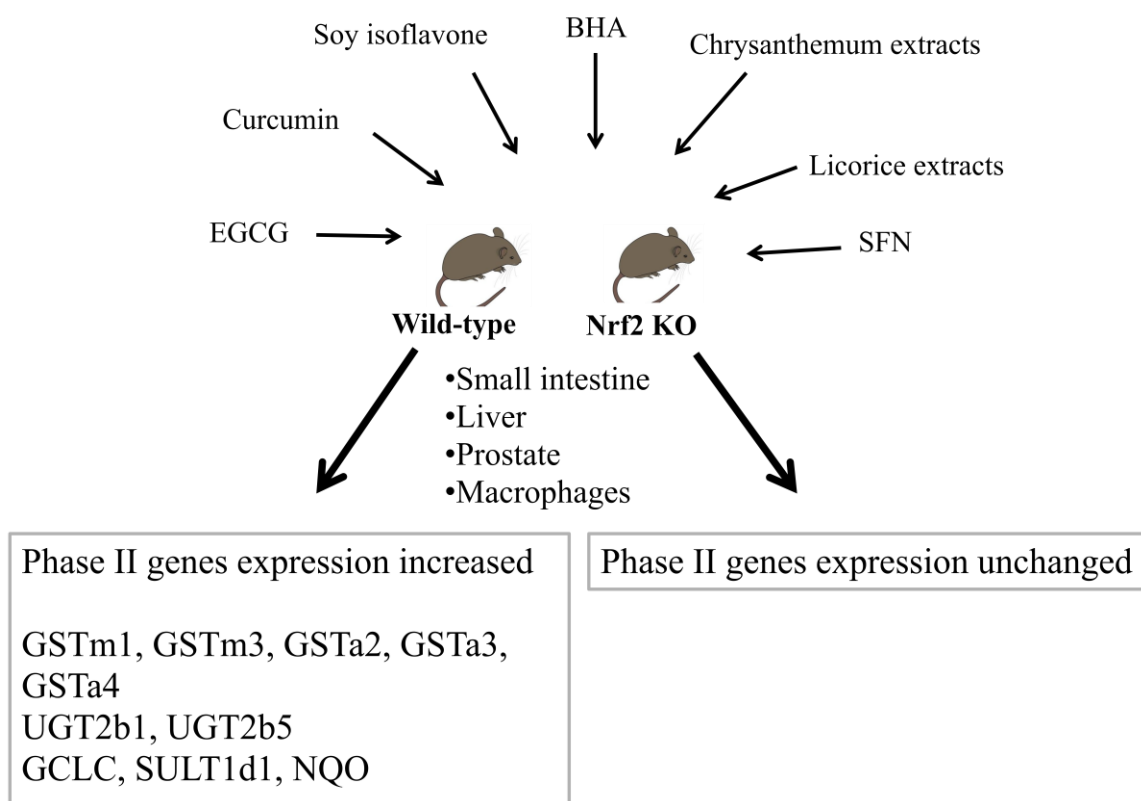 BHA
Soy isoflavone
Chrysanthemum extracts
Curcumin
Licorice extracts
EGCG
SFN
Wild-type
Nrf2 KO
•Small intestine
•Liver
•Prostate
•Macrophages
Phase II genes expression increased
GSTm1, GSTm3, GSTa2, GSTa3,
GSTa4
UGT2b1, UGT2b5
GCLC, SULT1d1, NQO
Phase II genes expression unchanged